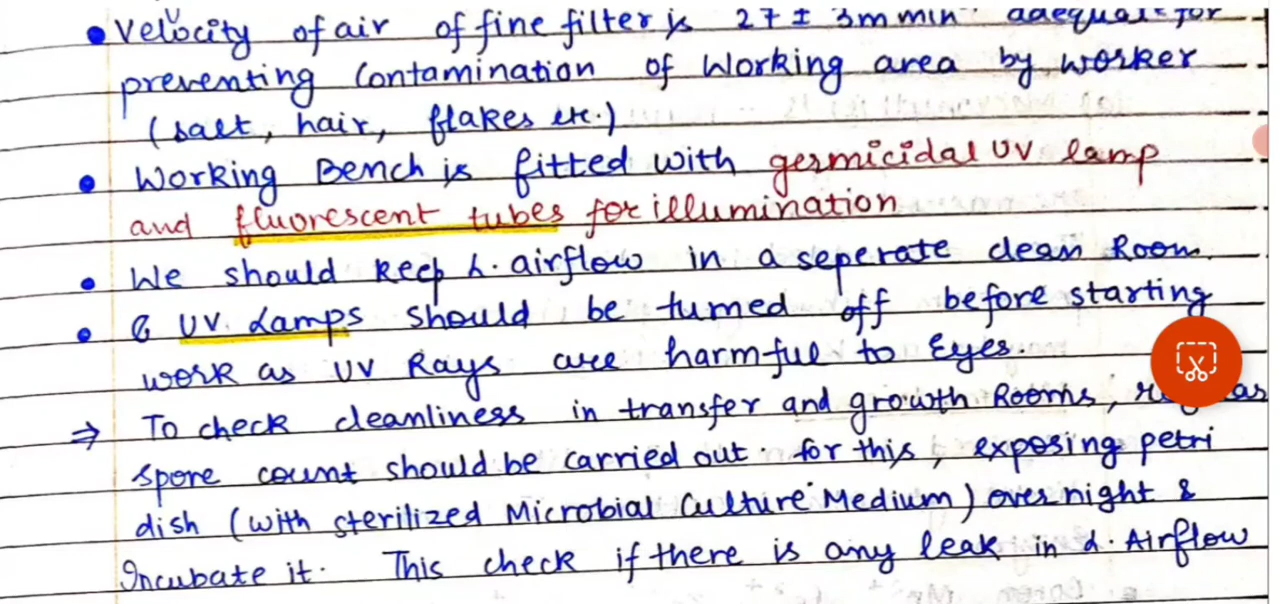 • Velocity of air of fine filter is 27 ± 3m min⁻ adequate for
preventing Contamination of Working area by worker
(salt, hair, flakes etc.)
• Working Bench is fitted with germicidal UV lamp
and fluorescent tubes for illumination
• We should keep h. airflow in a seperate clean Room.
• UV. Lamps should be turned off before starting
work as UV Rays are harmful to Eyes.
⇒ To check cleanliness in transfer and growth Rooms, as
spore count should be carried out. for this, exposing petri
dish (with sterilized Microbial Culture Medium) over night &
Incubate it. This check if there is any leak in d. Airflow